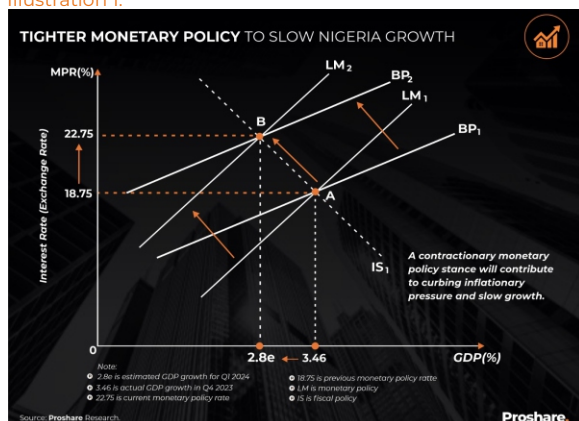 Illustration 1:
TIGHTER MONETARY POLICY TO SLOW NIGERIA GROWTH
MPR(%)
LM2
BP2
LM1
B
22.75
BP1
18.75
A
Interest Rate (Exchange Rate)
IS1
A contractionary monetary
policy stance will contribute
to curbing inflationary
pressure and slow growth.
0
2.8e
3.46
GDP(%)
Note:
2.8e is estimated GDP growth for Q1 2024
3.46 is actual GDP growth in Q4 2023
22.75 is current monetary policy rate
18.75 is previous monetary policy ratte
LM is monetary policy
IS is fiscal policy
Source: Proshare Research.
Proshare.